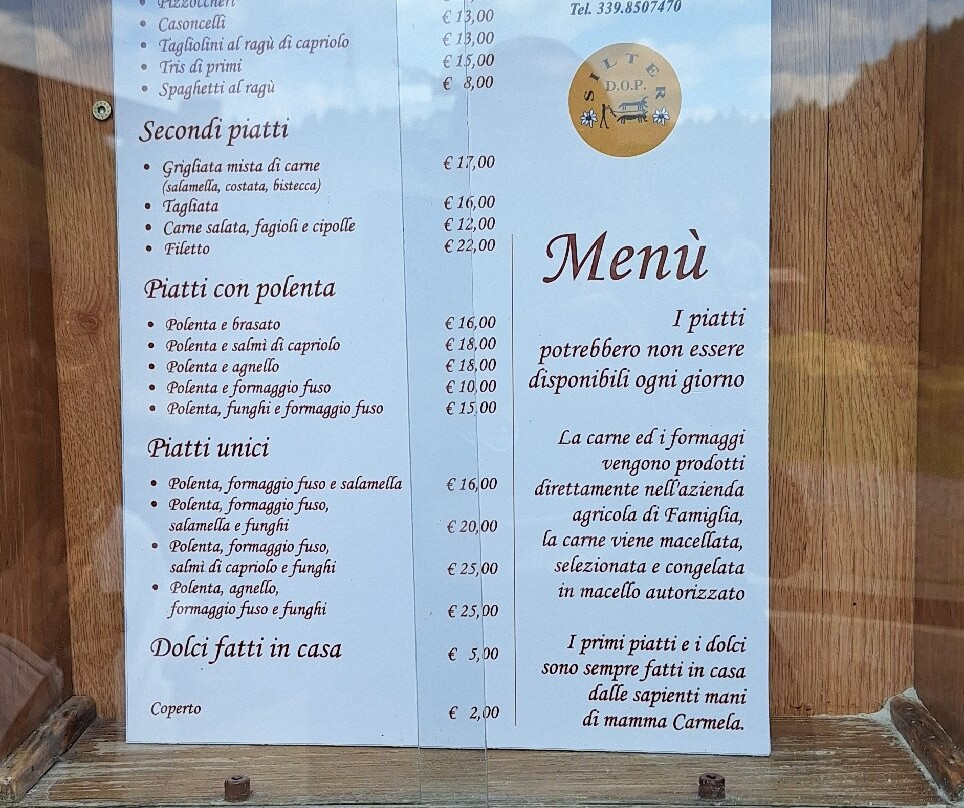 • Pizzoccheri
• Casoncelli € 13,00
• Tagliolini al ragù di capriolo € 13,00
• Tris di primi € 15,00
• Spaghetti al ragù € 8,00
Secondi piatti
• Grigliata mista di carne € 17,00
(salamella, costata, bistecca)
• Tagliata € 16,00
• Carne salata, fagioli e cipolle € 12,00
• Filetto € 22,00
Piatti con polenta
• Polenta e brasato € 16,00
• Polenta e salmì di capriolo € 18,00
• Polenta e agnello € 18,00
• Polenta e formaggio fuso € 10,00
• Polenta, funghi e formaggio fuso € 15,00
Piatti unici
• Polenta, formaggio fuso e salamella € 16,00
• Polenta, formaggio fuso,
salamella e funghi € 20,00
• Polenta, formaggio fuso,
salmì di capriolo e funghi € 25,00
• Polenta, agnello,
formaggio fuso e funghi € 25,00
Dolci fatti in casa € 5,00
Coperto € 2,00
Tel. 339.8507470
SILTER
D.O.P.
Menù
I piatti
potrebbero non essere
disponibili ogni giorno
La carne ed i formaggi
vengono prodotti
direttamente nell'azienda
agricola di Famiglia,
la carne viene macellata,
selezionata e congelata
in macello autorizzato
I primi piatti e i dolci
sono sempre fatti in casa
dalle sapienti mani
di mamma Carmela.